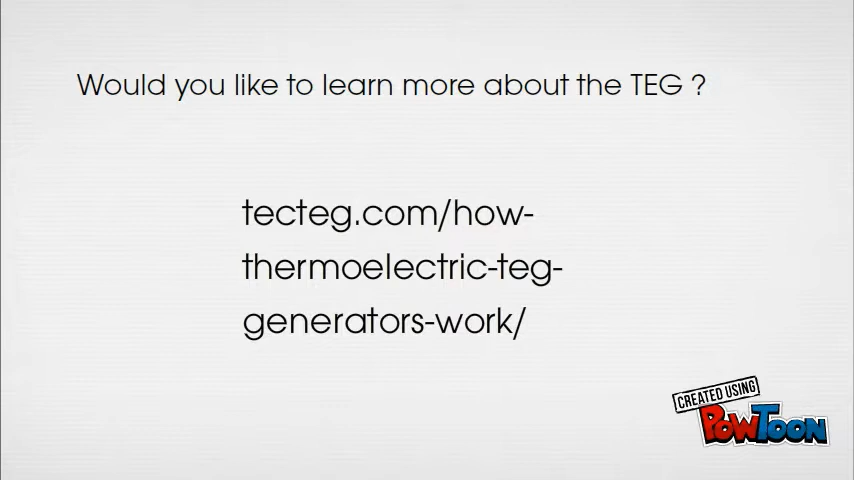 Would you like to learn more about the TEG ?
tecteg.com/how-
thermoelectric-teg-
generators-work/
CREATED USING
POWTOON